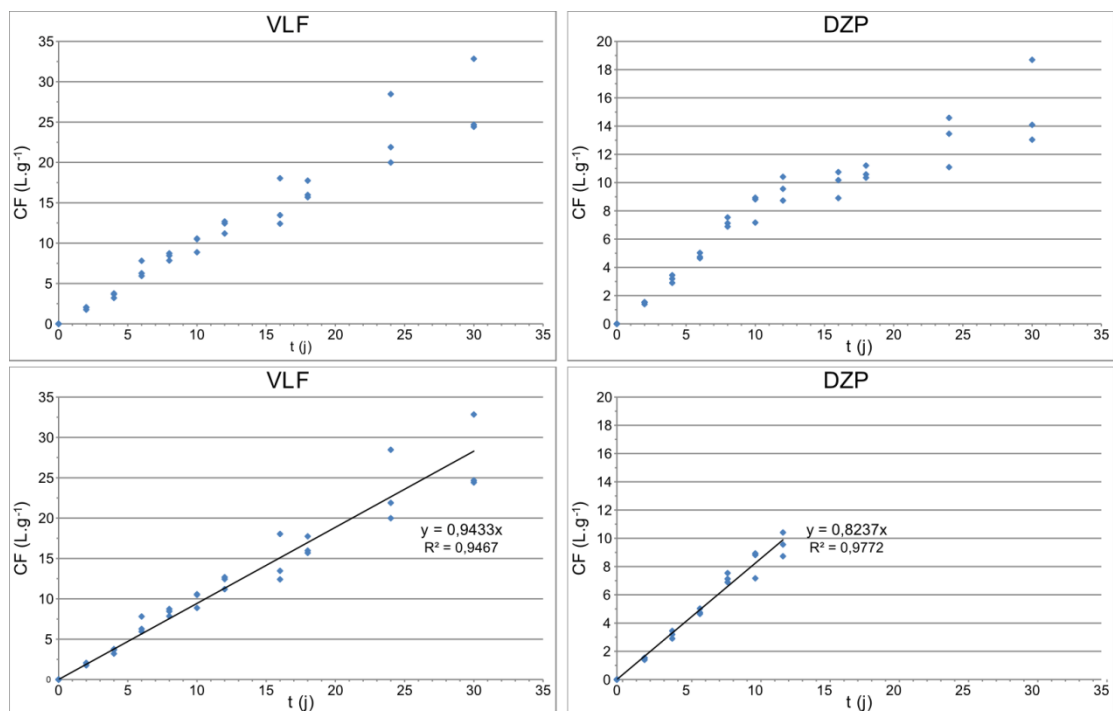 VLF
35
30
25
20
15
10
5
0
CF (L.g⁻¹)
0 5 10 15 20 25 30 35
t (j)
DZP
20
18
16
14
12
10
8
6
4
2
0
CF (L.g⁻¹)
0 5 10 15 20 25 30 35
t (j)
VLF
35
30
25
20
15
10
5
0
CF (L.g⁻¹)
y = 0,9433x
R² = 0,9467
0 5 10 15 20 25 30 35
t (j)
DZP
20
18
16
14
12
10
8
6
4
2
0
CF (L.g⁻¹)
y = 0,8237x
R² = 0,9772
0 5 10 15 20 25 30 35
t (j)